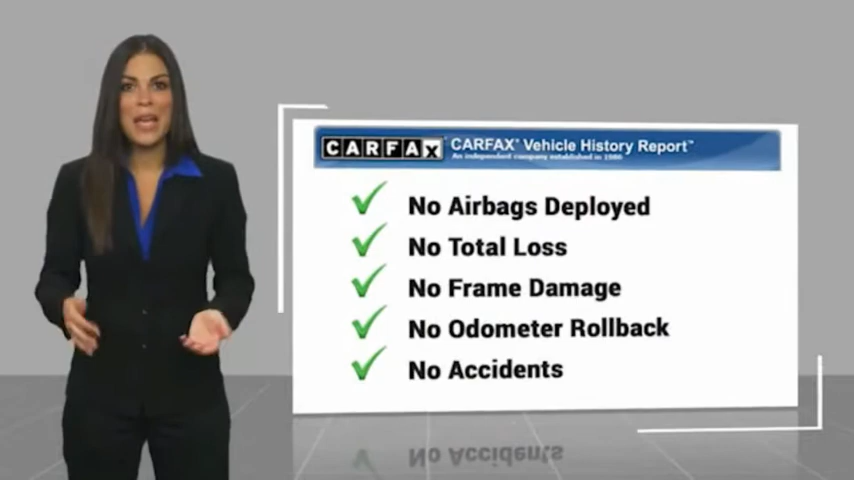 CARFAX CARFAX® Vehicle History Report™
An independent company established in 1986
No Airbags Deployed
No Total Loss
No Frame Damage
No Odometer Rollback
No Accidents
No Accidents